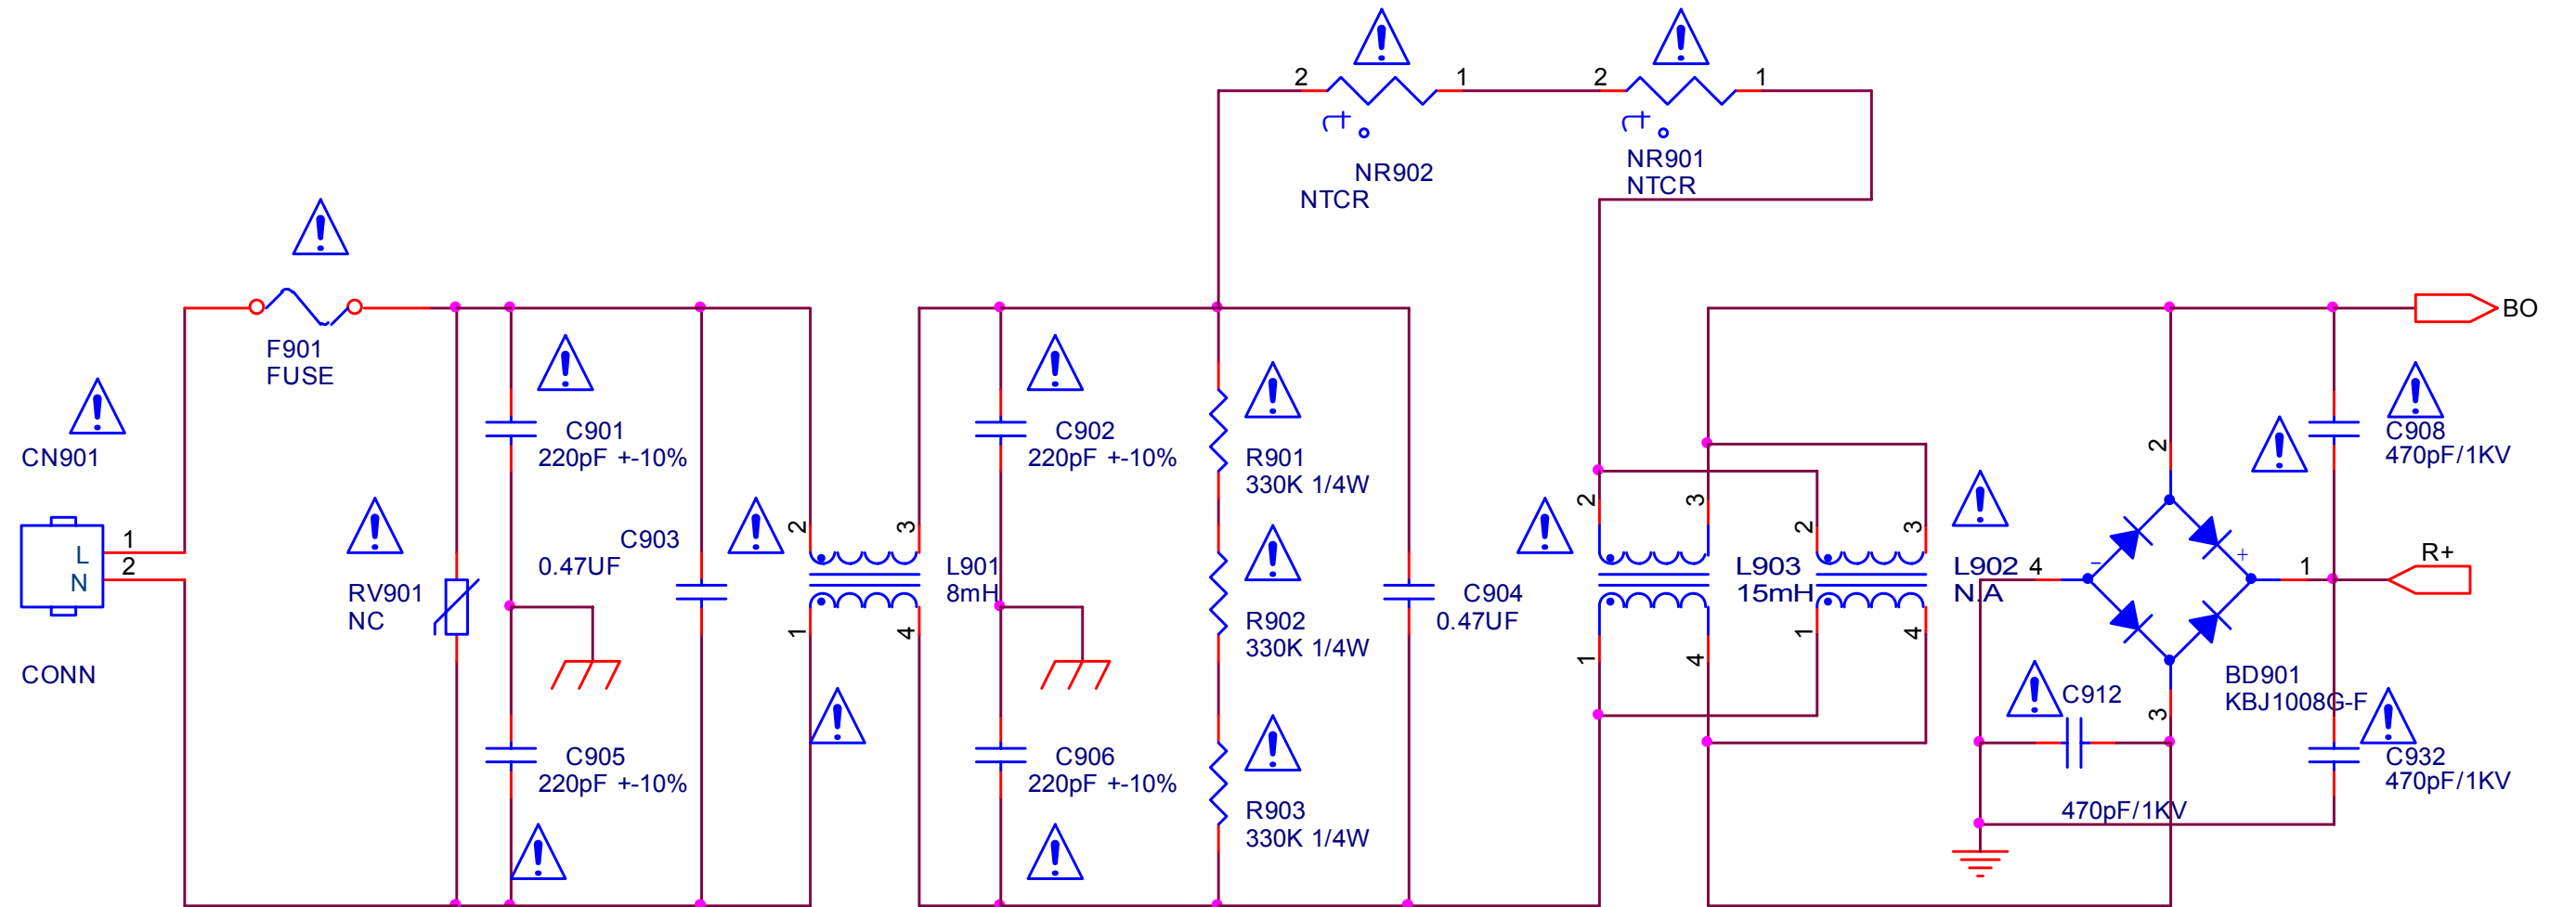 2
1
2
1
t
t
NR902
NTCR
NR901
NTCR
F901
FUSE
BO
CN901
L
N
1
2
CONN
RV901
NC
C901
220pF +-10%
C903
0.47UF
C905
220pF +-10%
2
3
1
4
L901
8mH
C902
220pF +-10%
C906
220pF +-10%
R901
330K 1/4W
R902
330K 1/4W
R903
330K 1/4W
C904
0.47UF
2
3
1
4
L903
15mH
2
3
1
4
L902
N.A
4
2
-
+
1
3
R+
BD901
KBJ1008G-F
C908
470pF/1KV
C912
470pF/1KV
C932
470pF/1KV